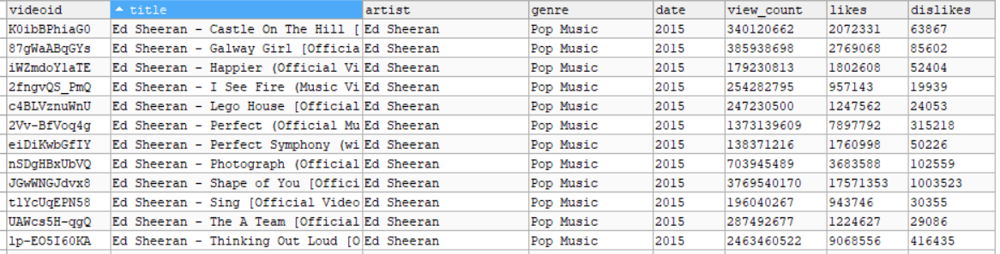 videoid title artist genre date view_count likes dislikes
K0ibBPhiaG0 Ed Sheeran - Castle On The Hill [ Ed Sheeran Pop Music 2015 340120662 2072331 63867
87gWaABqGYs Ed Sheeran - Galway Girl [Officia Ed Sheeran Pop Music 2015 385938698 2769068 85602
iWZmdoY1aTE Ed Sheeran - Happier (Official Vi Ed Sheeran Pop Music 2015 179230813 1802608 52404
2fngvQS_PmQ Ed Sheeran - I See Fire (Music Vi Ed Sheeran Pop Music 2015 254282795 957143 19939
c4BLVznuWnU Ed Sheeran - Lego House [Official Ed Sheeran Pop Music 2015 247230500 1247562 24053
2Vv-BfVoq4g Ed Sheeran - Perfect (Official Mu Ed Sheeran Pop Music 2015 1373139609 7897792 315218
eiDiKwbGfIY Ed Sheeran - Perfect Symphony (wi Ed Sheeran Pop Music 2015 138371216 1760998 50226
nSDgHBxUbVQ Ed Sheeran - Photograph (Official Ed Sheeran Pop Music 2015 703945489 3683588 102559
JGwWNGJdvx8 Ed Sheeran - Shape of You [Offici Ed Sheeran Pop Music 2015 3769540170 17571353 1003523
tlYcUqEPN58 Ed Sheeran - Sing [Official Video Ed Sheeran Pop Music 2015 196040267 943746 30355
UAWcs5H-qgQ Ed Sheeran - The A Team [Official Ed Sheeran Pop Music 2015 287492677 1224627 29086
lp-EO5I60KA Ed Sheeran - Thinking Out Loud [O Ed Sheeran Pop Music 2015 2463460522 9068556 416435